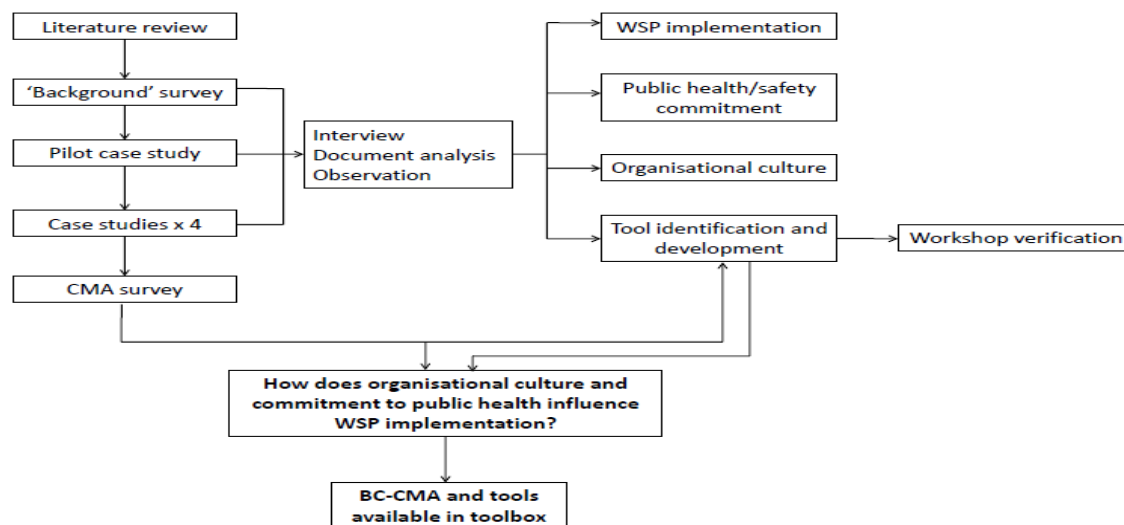 Literature review
‘Background’ survey
Pilot case study
Case studies x 4
CMA survey
Interview
Document analysis
Observation
WSP implementation
Public health/safety
commitment
Organisational culture
Tool identification and
development
Workshop verification
How does organisational culture and
commitment to public health influence
WSP implementation?
BC-CMA and tools
available in toolbox